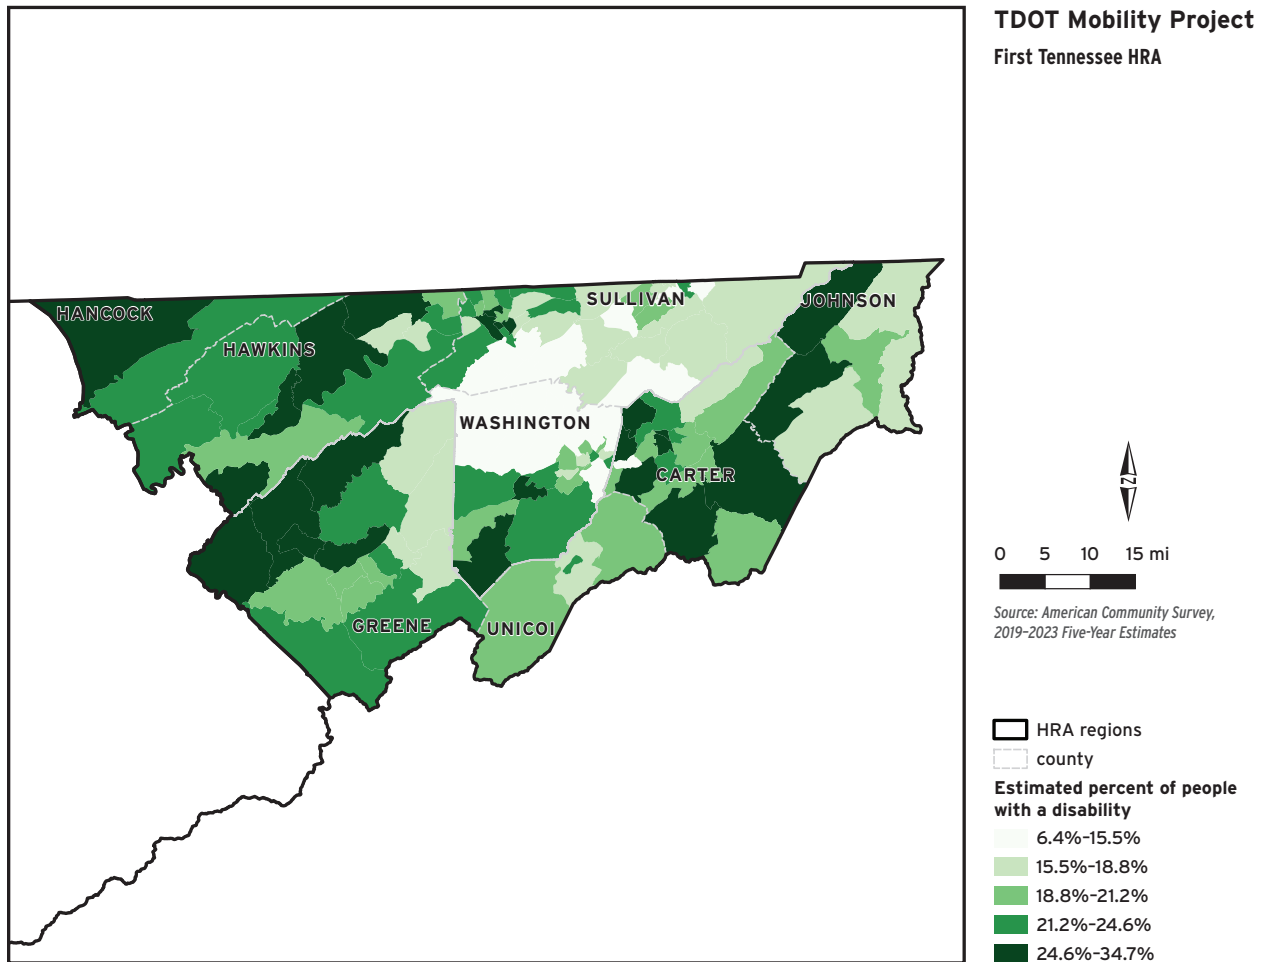 TDOT Mobility Project
First Tennessee HRA
HANCOCK
HAWKINS
SULLIVAN
JOHNSON
WASHINGTON
CARTER
GREENE
UNICOI
N
0 5 10 15 mi
Source: American Community Survey,
2019–2023 Five-Year Estimates
HRA regions
county
Estimated percent of people
with a disability
6.4%–15.5%
15.5%–18.8%
18.8%–21.2%
21.2%–24.6%
24.6%–34.7%